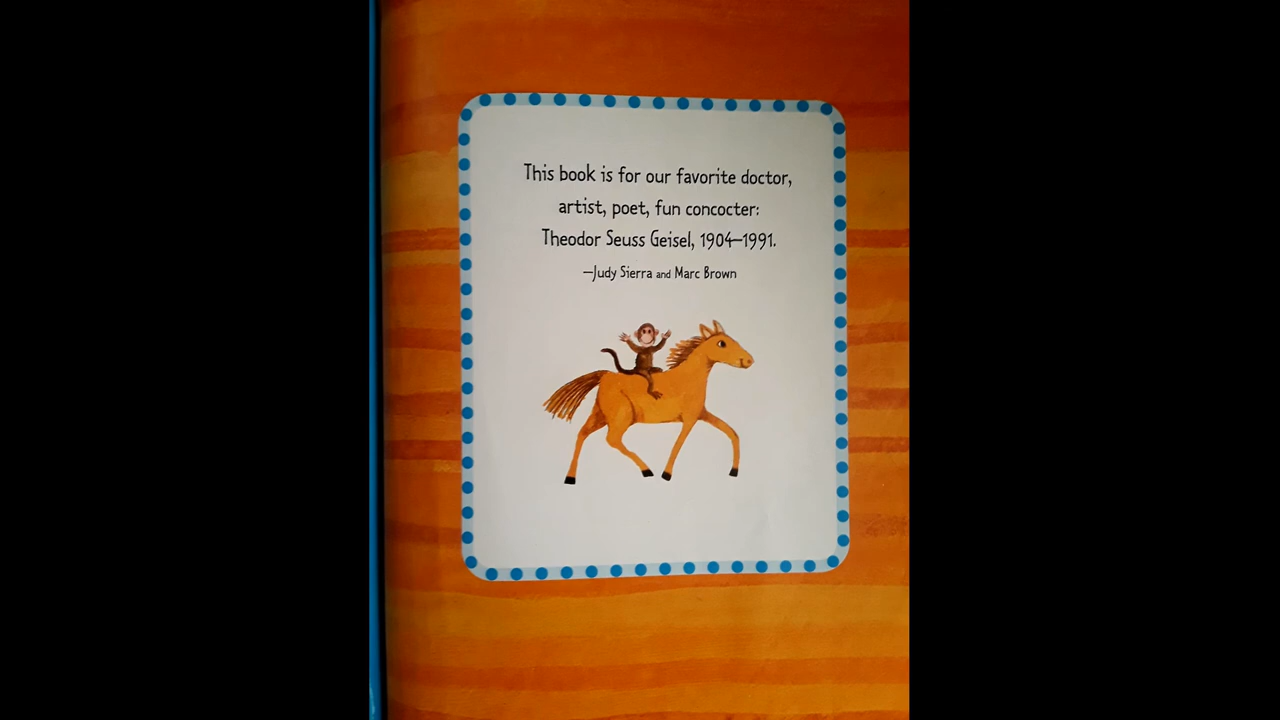 This book is for our favorite doctor,
artist, poet, fun concocter:
Theodor Seuss Geisel, 1904–1991.
—Judy Sierra and Marc Brown